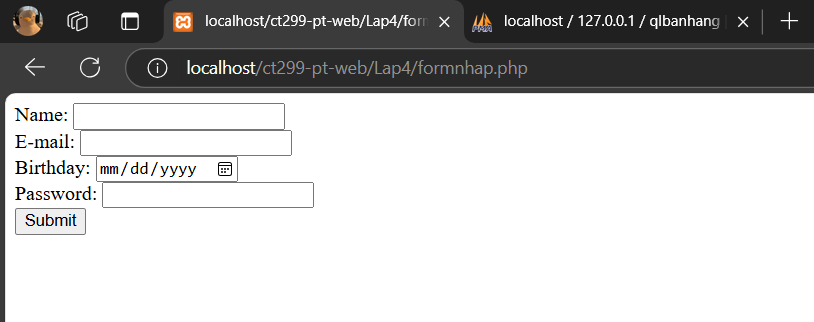 localhost/ct299-pt-web/Lap4/form
localhost / 127.0.0.1 / qlbanhang
localhost/ct299-pt-web/Lap4/formnhap.php
Name:
E-mail:
Birthday: mm/dd/yyyy
Password:
Submit